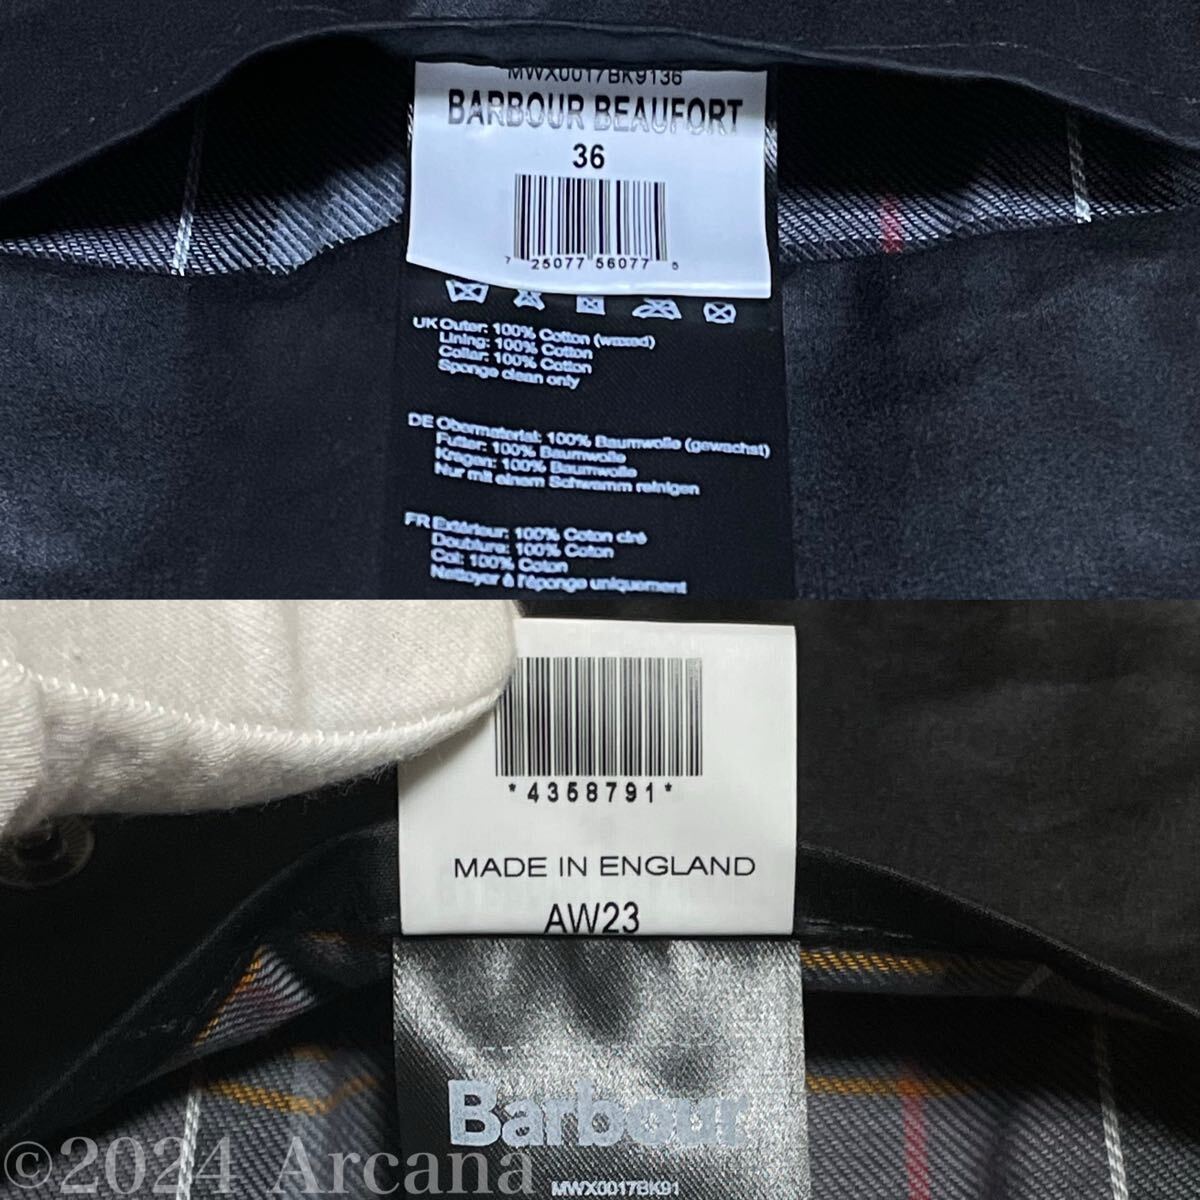 MWX0017BK9136
BARBOUR BEAUFORT
36
7 25077 56077 5
UK Outer: 100% Cotton (waxed)
Lining: 100% Cotton
Collar: 100% Cotton
Sponge clean only
DE Obermaterial: 100% Baumwolle (gewachst)
Futter: 100% Baumwolle
Kragen: 100% Baumwolle
Nur mit einem Schwamm reinigen
FR Extérieur: 100% Coton ciré
Doublure: 100% Coton
Col: 100% Coton
Nettoyer à l'éponge uniquement
*4358791*
MADE IN ENGLAND
AW23
Barbour
MWX0017BK91
©2024 Arcana